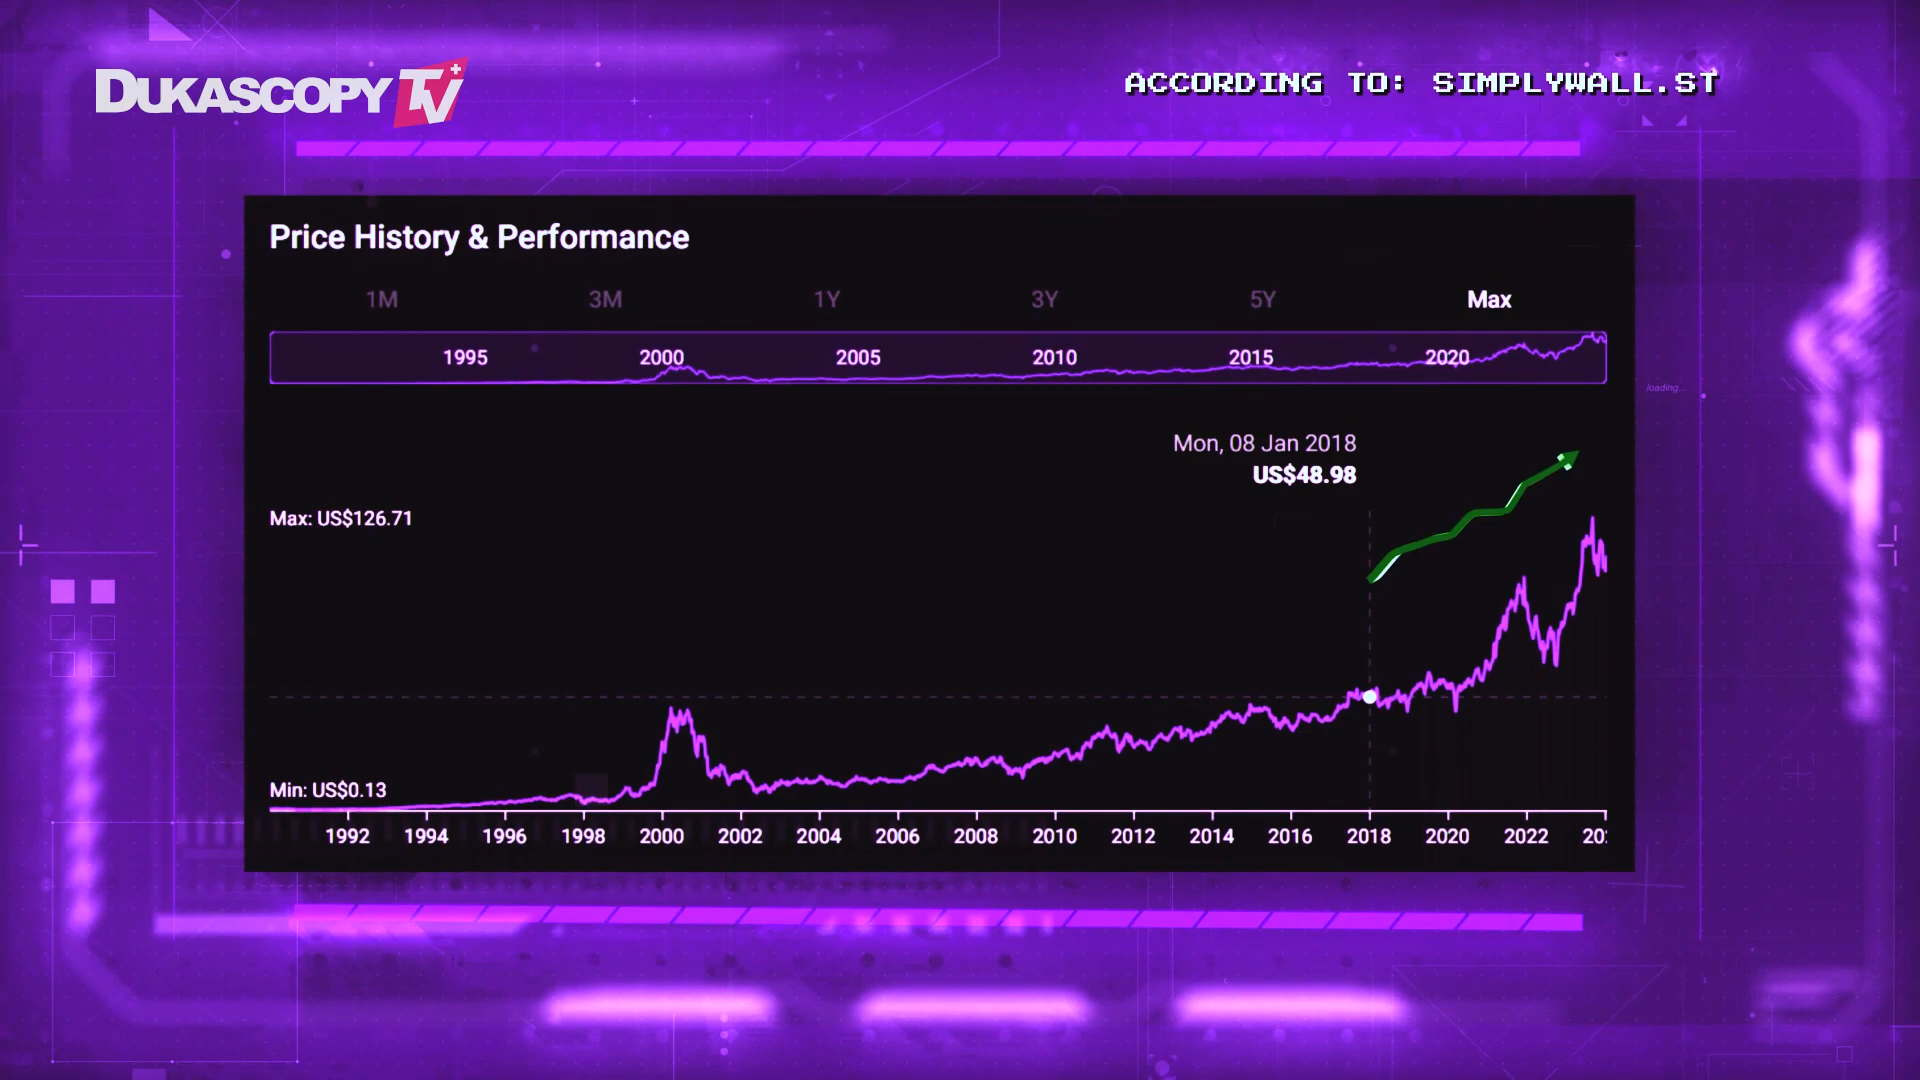 DUKASCOPY TV+
ACCORDING TO: SIMPLYWALL.ST
Price History & Performance
1M 3M 1Y 3Y 5Y Max
1995 2000 2005 2010 2015 2020
loading...
Mon, 08 Jan 2018
US$48.98
Max: US$126.71
Min: US$0.13
1992 1994 1996 1998 2000 2002 2004 2006 2008 2010 2012 2014 2016 2018 2020 2022 20